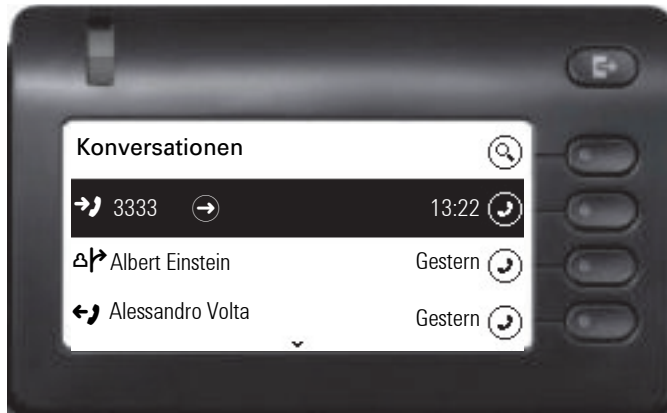 Konversationen
3333 13:22
Albert Einstein Gestern
Alessandro Volta Gestern